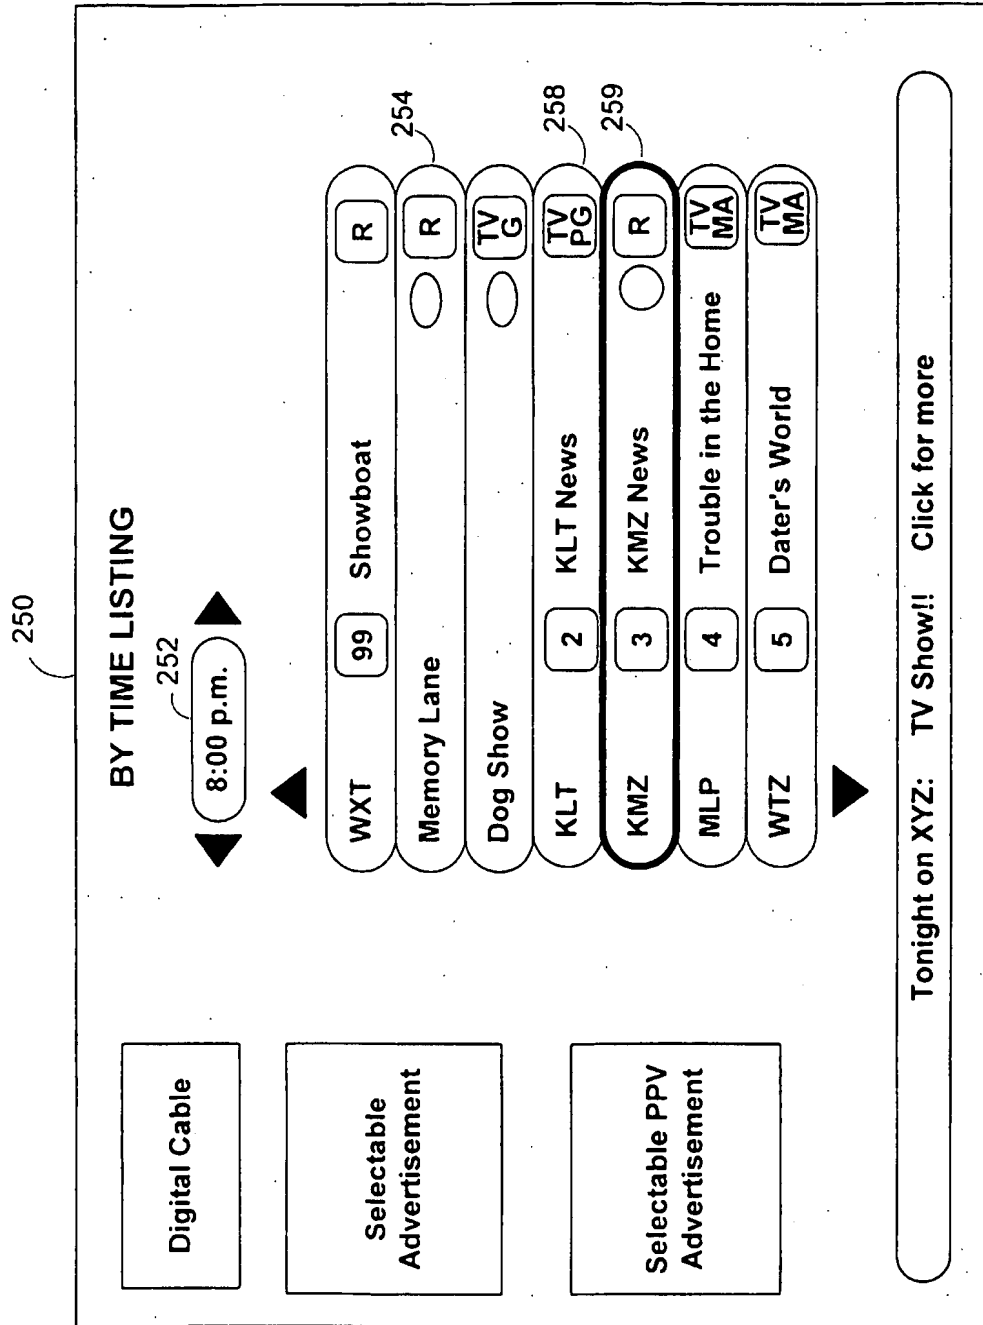 250
BY TIME LISTING
252
8:00 p.m.
Digital Cable
Selectable
Advertisement
Selectable PPV
Advertisement
WXT 99 Showboat R
Memory Lane R
254
Dog Show TV G
KLT 2 KLT News TV PG
258
KMZ 3 KMZ News R
259
MLP 4 Trouble in the Home TV MA
WTZ 5 Dater's World TV MA
Tonight on XYZ: TV Show!! Click for more